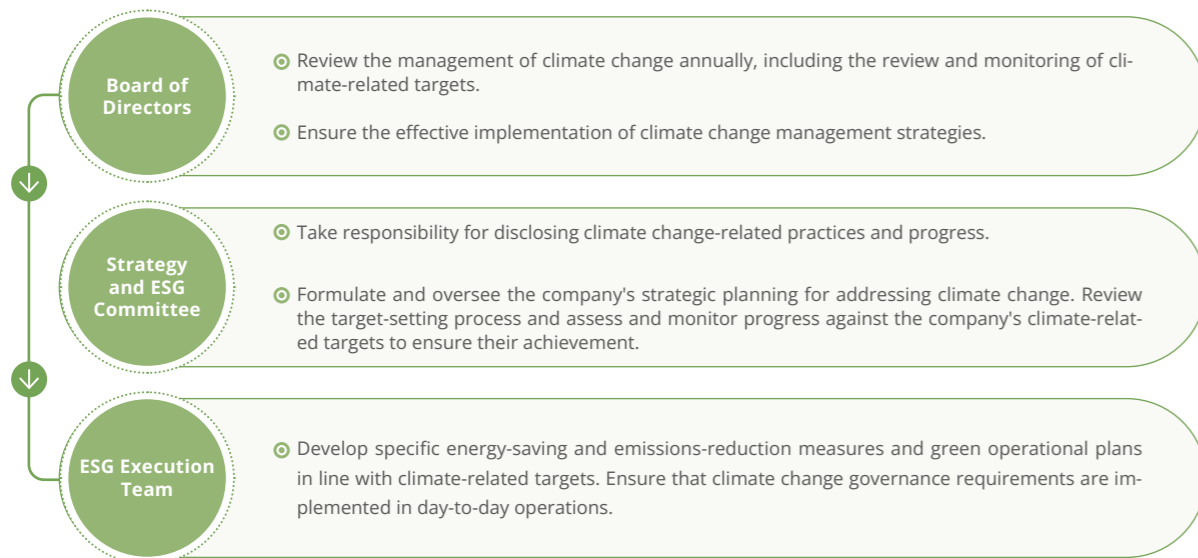 Board of
Directors
Review the management of climate change annually, including the review and monitoring of cli-
mate-related targets.
Ensure the effective implementation of climate change management strategies.
Strategy
and ESG
Committee
Take responsibility for disclosing climate change-related practices and progress.
Formulate and oversee the company's strategic planning for addressing climate change. Review
the target-setting process and assess and monitor progress against the company's climate-relat-
ed targets to ensure their achievement.
ESG Execution
Team
Develop specific energy-saving and emissions-reduction measures and green operational plans
in line with climate-related targets. Ensure that climate change governance requirements are im-
plemented in day-to-day operations.